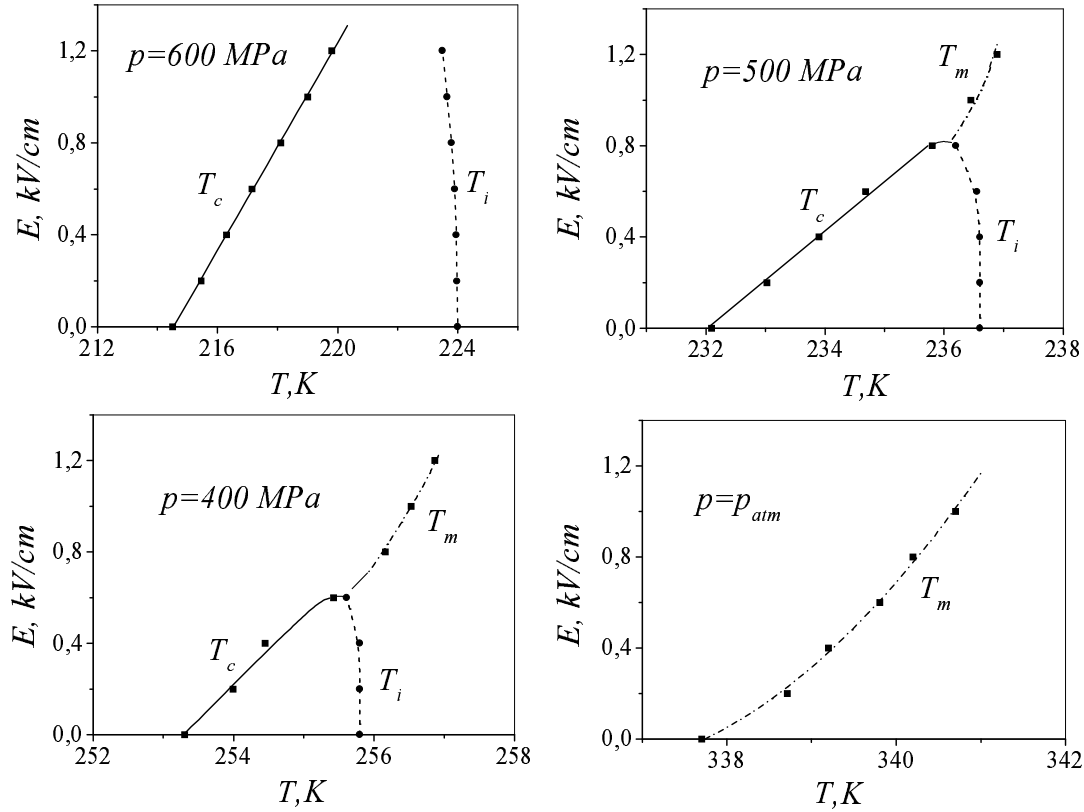 p=600 MPa
1,2
0,8
0,4
0,0
E, kV/cm
T_c
T_i
212 216 220 224
T,K
p=500 MPa
1,2
0,8
0,4
0,0
E, kV/cm
T_m
T_c
T_i
232 234 236 238
T,K
p=400 MPa
1,2
0,8
0,4
0,0
E, kV/cm
T_m
T_c
T_i
252 254 256 258
T,K
p=p_atm
1,2
0,8
0,4
0,0
E, kV/cm
T_m
338 340 342
T,K